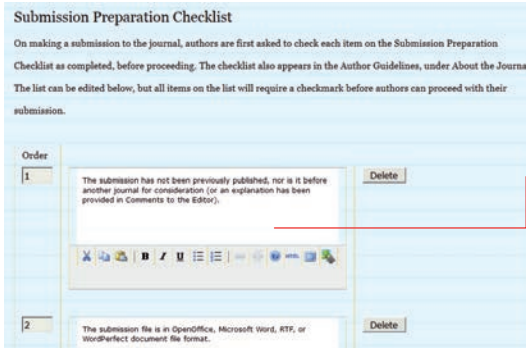 Submission Preparation Checklist
On making a submission to the journal, authors are first asked to check each item on the Submission Preparation
Checklist as completed, before proceeding. The checklist also appears in the Author Guidelines, under About the Journa
The list can be edited below, but all items on the list will require a checkmark before authors can proceed with their
submission.
Order
1
The submission has not been previously published, nor is it before
another journal for consideration (or an explanation has been
provided in Comments to the Editor).
Delete
B I U
HTML
2
The submission file is in OpenOffice, Microsoft Word, RTF, or
WordPerfect document file format.
Delete